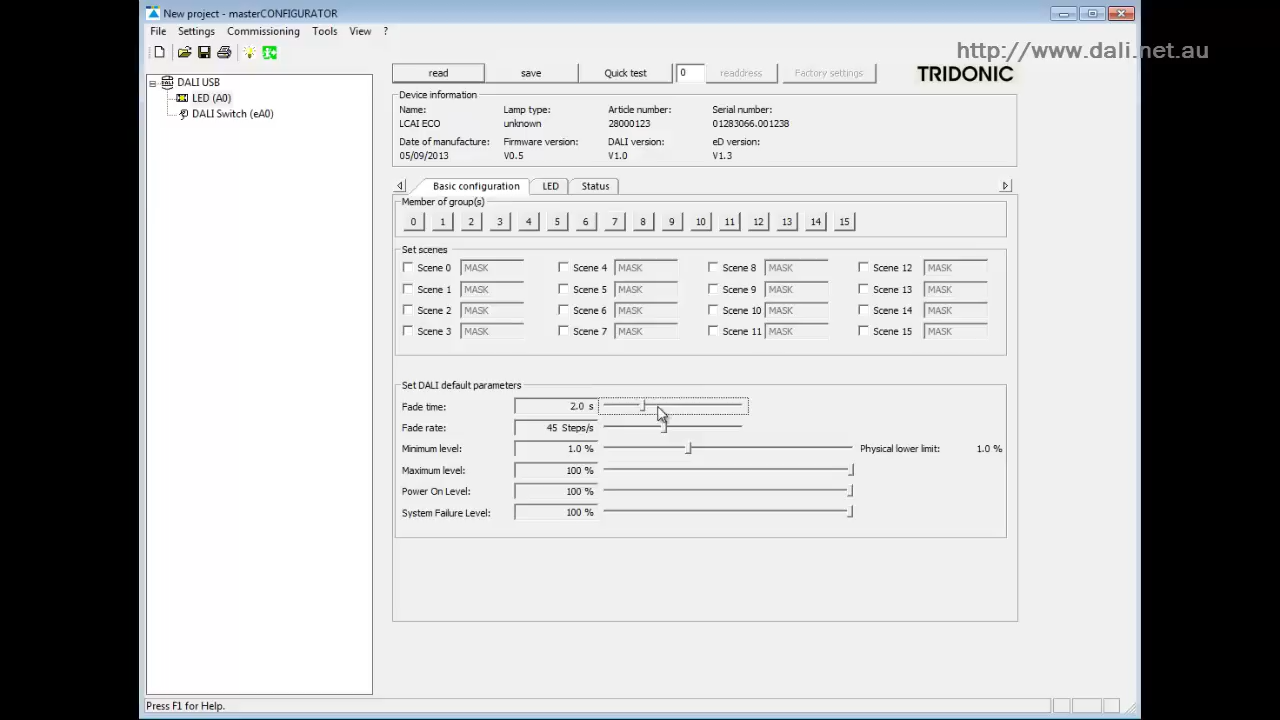 New project - masterCONFIGURATOR
File Settings Commissioning Tools View ?
http://www.dali.net.au
DALI USB
LED (A0)
DALI Switch (eA0)
read save Quick test 0 readdress Factory settings TRIDONIC
Device information
Name: Lamp type: Article number: Serial number:
LCAI ECO unknown 28000123 01283066.001238
Date of manufacture: Firmware version: DALI version: eD version:
05/09/2013 V0.5 V1.0 V1.3
Basic configuration LED Status
Member of group(s)
0 1 2 3 4 5 6 7 8 9 10 11 12 13 14 15
Set scenes
Scene 0 MASK Scene 4 MASK Scene 8 MASK Scene 12 MASK
Scene 1 MASK Scene 5 MASK Scene 9 MASK Scene 13 MASK
Scene 2 MASK Scene 6 MASK Scene 10 MASK Scene 14 MASK
Scene 3 MASK Scene 7 MASK Scene 11 MASK Scene 15 MASK
Set DALI default parameters
Fade time: 2.0 s
Fade rate: 45 Steps/s
Minimum level: 1.0 % Physical lower limit: 1.0 %
Maximum level: 100 %
Power On Level: 100 %
System Failure Level: 100 %
Press F1 for Help.